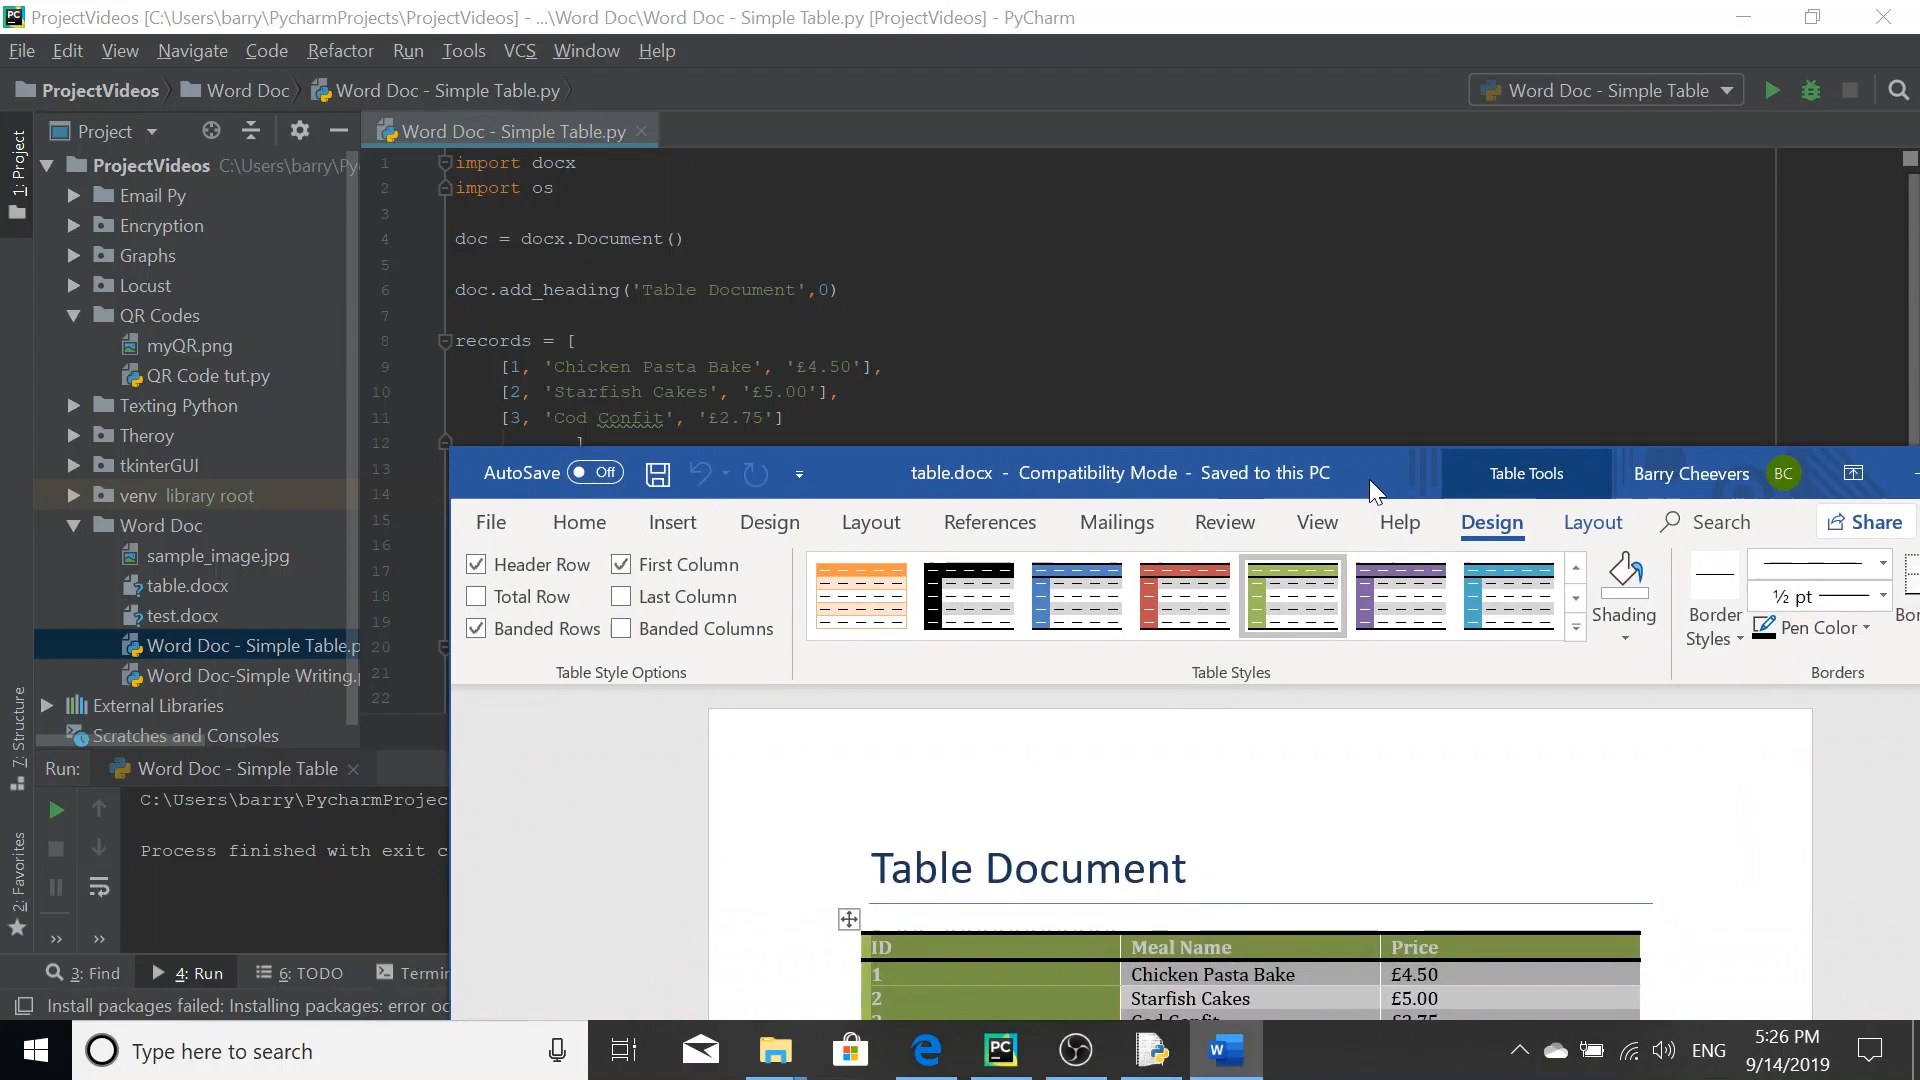 ProjectVideos [C:\Users\barry\PycharmProjects\ProjectVideos] - ...\Word Doc\Word Doc - Simple Table.py [ProjectVideos] - PyCharm
File Edit View Navigate Code Refactor Run Tools VCS Window Help
ProjectVideos Word Doc Word Doc - Simple Table.py
Word Doc - Simple Table
1: Project
Project
Word Doc - Simple Table.py
ProjectVideos C:\Users\barry\Py
Email Py
Encryption
Graphs
Locust
QR Codes
myQR.png
QR Code tut.py
Texting Python
Theroy
tkinterGUI
venv library root
Word Doc
sample_image.jpg
table.docx
test.docx
Word Doc - Simple Table.p
Word Doc-Simple Writing.
External Libraries
Scratches and Consoles
7: Structure
2: Favorites
1 import docx
2 import os
3
4 doc = docx.Document()
5
6 doc.add_heading('Table Document',0)
7
8 records = [
9 [1, 'Chicken Pasta Bake', '£4.50'],
10 [2, 'Starfish Cakes', '£5.00'],
11 [3, 'Cod Confit', '£2.75']
12 ]
13
14
15
16
17
18
19
20
21
22
Run: Word Doc - Simple Table
C:\Users\barry\PycharmProjec
Process finished with exit c
3: Find 4: Run 6: TODO Termin
Install packages failed: Installing packages: error oc
AutoSave Off
table.docx - Compatibility Mode - Saved to this PC
Table Tools
Barry Cheevers BC
File Home Insert Design Layout References Mailings Review View Help Design Layout Search Share
Header Row First Column
Total Row Last Column
Banded Rows Banded Columns
Table Style Options
Table Styles
Shading
Border
Styles
½ pt
Pen Color
Bor
Borders
Table Document
ID Meal Name Price
1 Chicken Pasta Bake £4.50
2 Starfish Cakes £5.00
3 Cod Confit £2.75
Type here to search
ENG
5:26 PM
9/14/2019